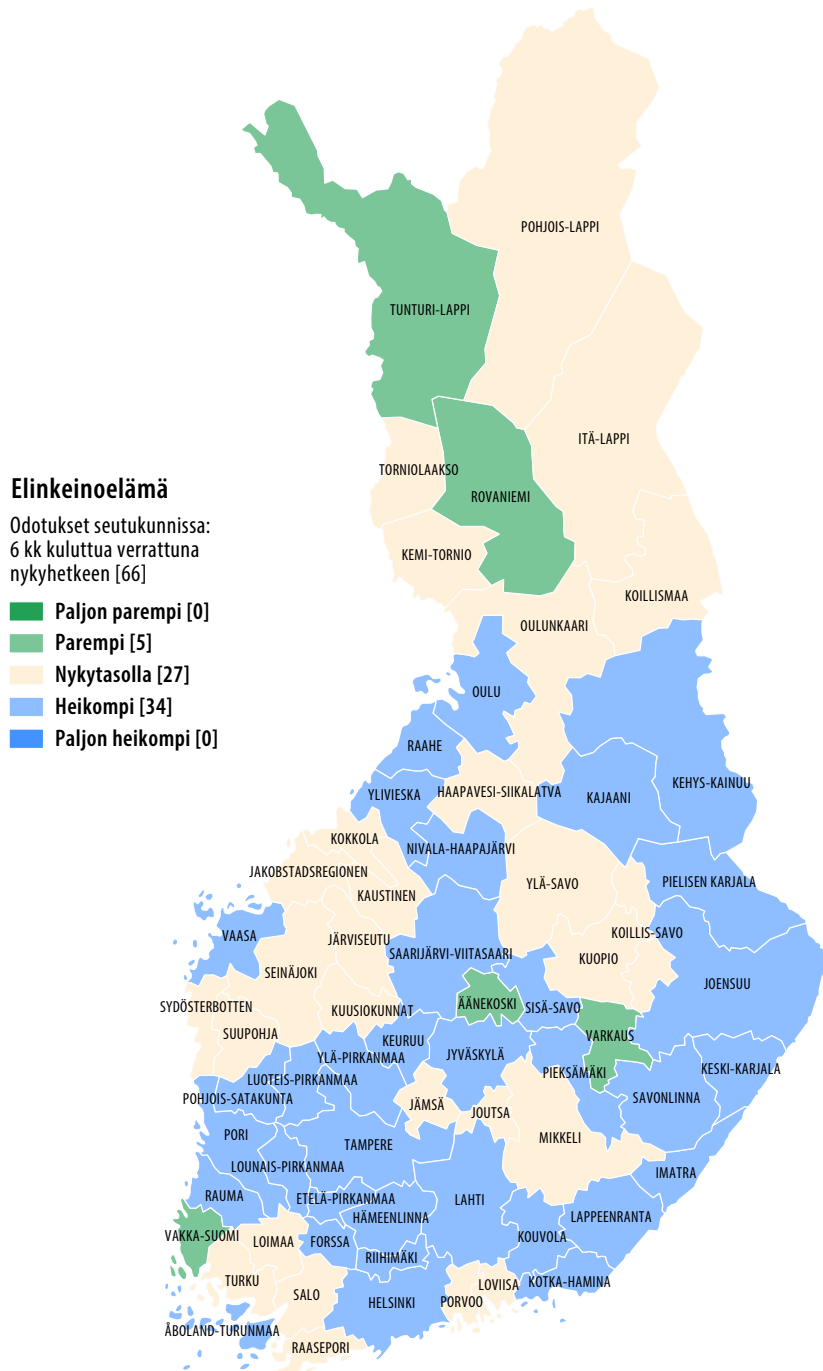 POHJOIS-LAPPI
TUNTURI-LAPPI
ITÄ-LAPPI
TORNIOLAAKSO
Elinkeinoelämä
ROVANIEMI
Odotukset seutukunnissa:
6 kk kuluttua verrattuna
nykyhetkeen [66]
KEMI-TORNIO
KOILLISMAA
Paljon parempi [0]
Parempi [5]
Nykytasolla [27]
Heikompi [34]
Paljon heikompi [0]
OULUNKAARI
OULU
RAAHE
KEHYS-KAINUU
YLIVIESKA
HAAPAVESI-SIIKALATVA
KAJAANI
KOKKOLA
NIVALA-HAAPAJÄRVI
JAKOBSTADSREGIONEN
YLÄ-SAVO
PIELISEN KARJALA
KAUSTINEN
VAASA
JÄRVISEUTU
KOILLIS-SAVO
SAARIJÄRVI-VIITASAARI
KUOPIO
SEINÄJOKI
JOENSUU
SYDÖSTERBOTTEN
KUUSIOKUNNAT
ÄÄNEKOSKI
SISÄ-SAVO
SUUPOHJA
VARKAUS
KEURUU
YLÄ-PIRKANMAA
JYVÄSKYLÄ
KESKI-KARJALA
LUOTEIS-PIRKANMAA
PIEKSÄMÄKI
POHJOIS-SATAKUNTA
SAVONLINNA
JÄMSÄ
JOUTSA
PORI
TAMPERE
MIKKELI
LOUNAIS-PIRKANMAA
IMATRA
RAUMA
ETELÄ-PIRKANMAA
LAHTI
HÄMEENLINNA
LAPPEENRANTA
VAKKA-SUOMI
LOIMAA
FORSSA
KOUVOLA
RIIHIMÄKI
TURKU
LOVIISA
KOTKA-HAMINA
SALO
HELSINKI
PORVOO
ÅBOLAND-TURUNMAA
RAASEPORI